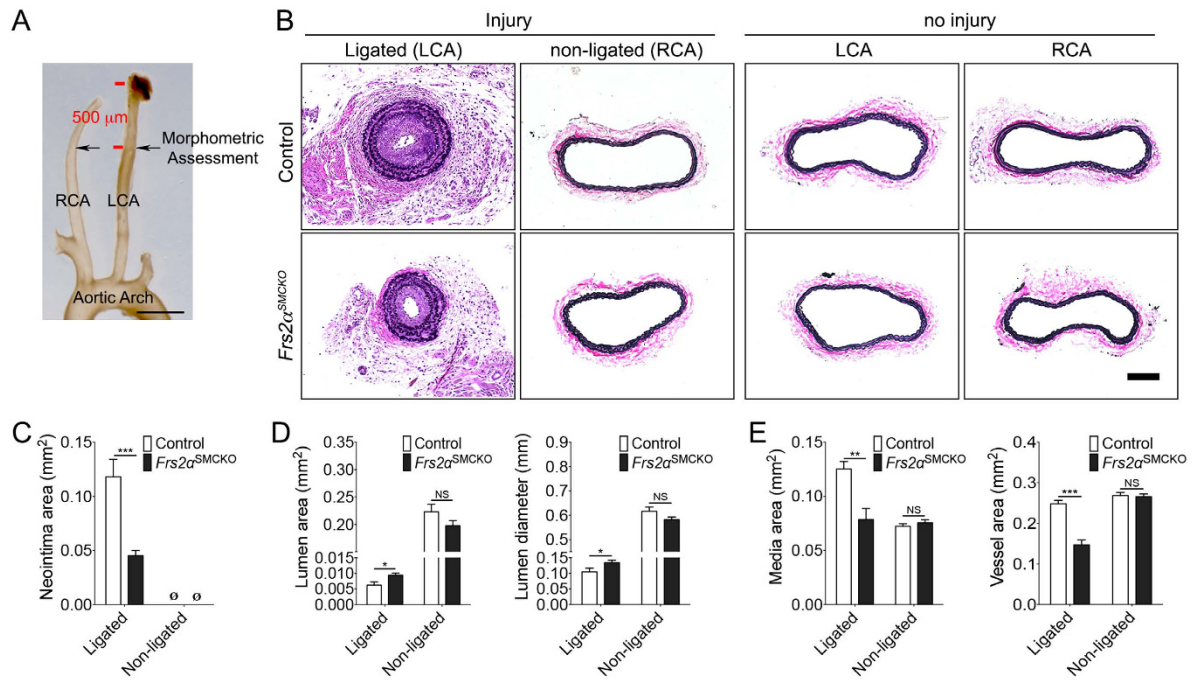 A
500 μm
Morphometric
Assessment
RCA
LCA
Aortic Arch
B
Injury
no injury
Ligated (LCA)
non-ligated (RCA)
LCA
RCA
Control
Frs2α^SMCKO
C
Neointima area (mm²)
0.15
0.10
0.05
0.00
***
ø ø
Control
Frs2α^SMCKO
Ligated
Non-ligated
D
Lumen area (mm²)
0.35
0.30
0.25
0.20
0.015
0.010
0.005
0.000
*
NS
Control
Frs2α^SMCKO
Ligated
Non-ligated
Lumen diameter (mm)
0.9
0.8
0.7
0.6
0.5
0.10
0.05
0.00
*
NS
Control
Frs2α^SMCKO
Ligated
Non-ligated
E
Media area (mm²)
0.15
0.10
0.05
0.00
**
NS
Control
Frs2α^SMCKO
Ligated
Non-ligated
Vessel area (mm²)
0.4
0.3
0.2
0.1
0.0
***
NS
Control
Frs2α^SMCKO
Ligated
Non-ligated